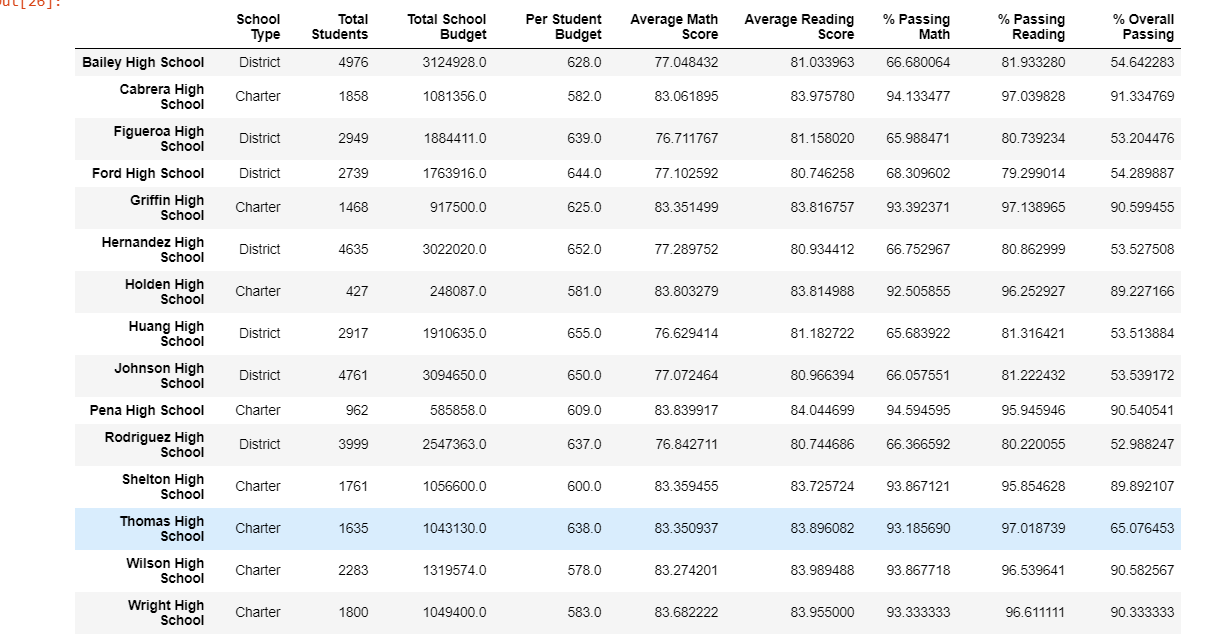 Out[26]:
School Type Total Students Total School Budget Per Student Budget Average Math Score Average Reading Score % Passing Math % Passing Reading % Overall Passing
Bailey High School District 4976 3124928.0 628.0 77.048432 81.033963 66.680064 81.933280 54.642283
Cabrera High School Charter 1858 1081356.0 582.0 83.061895 83.975780 94.133477 97.039828 91.334769
Figueroa High School District 2949 1884411.0 639.0 76.711767 81.158020 65.988471 80.739234 53.204476
Ford High School District 2739 1763916.0 644.0 77.102592 80.746258 68.309602 79.299014 54.289887
Griffin High School Charter 1468 917500.0 625.0 83.351499 83.816757 93.392371 97.138965 90.599455
Hernandez High School District 4635 3022020.0 652.0 77.289752 80.934412 66.752967 80.862999 53.527508
Holden High School Charter 427 248087.0 581.0 83.803279 83.814988 92.505855 96.252927 89.227166
Huang High School District 2917 1910635.0 655.0 76.629414 81.182722 65.683922 81.316421 53.513884
Johnson High School District 4761 3094650.0 650.0 77.072464 80.966394 66.057551 81.222432 53.539172
Pena High School Charter 962 585858.0 609.0 83.839917 84.044699 94.594595 95.945946 90.540541
Rodriguez High School District 3999 2547363.0 637.0 76.842711 80.744686 66.366592 80.220055 52.988247
Shelton High School Charter 1761 1056600.0 600.0 83.359455 83.725724 93.867121 95.854628 89.892107
Thomas High School Charter 1635 1043130.0 638.0 83.350937 83.896082 93.185690 97.018739 65.076453
Wilson High School Charter 2283 1319574.0 578.0 83.274201 83.989488 93.867718 96.539641 90.582567
Wright High School Charter 1800 1049400.0 583.0 83.682222 83.955000 93.333333 96.611111 90.333333